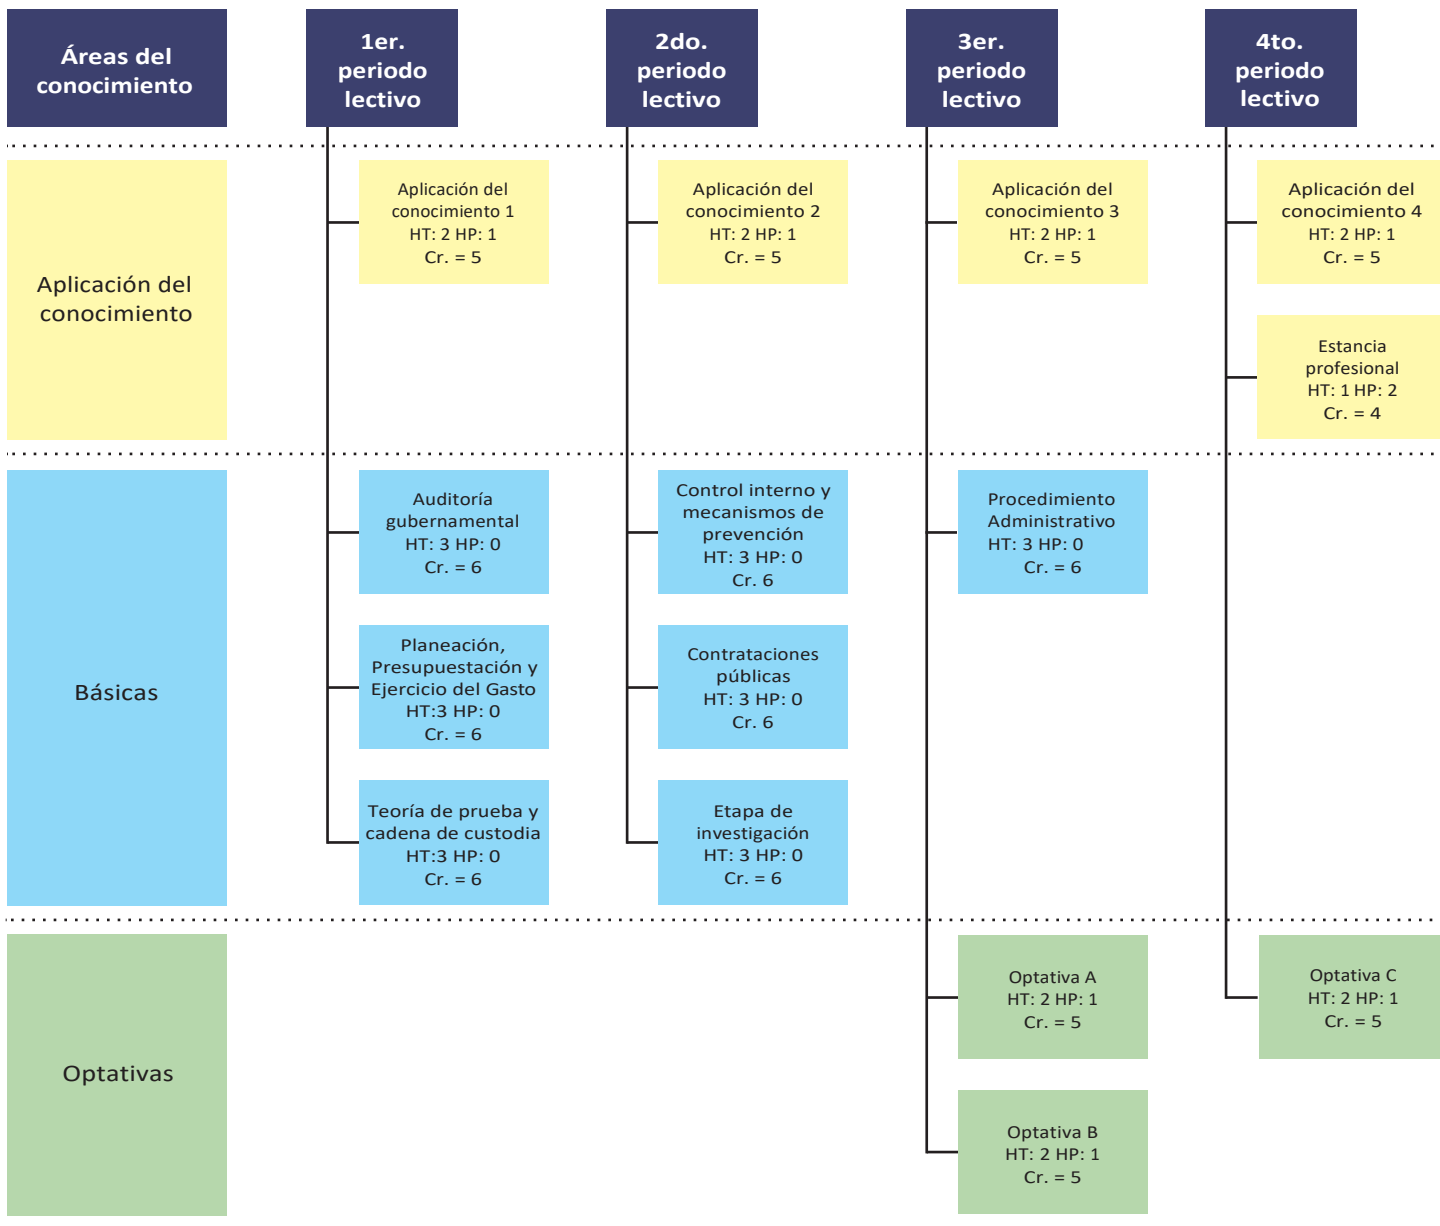 Áreas del
conocimiento
1er.
periodo
lectivo
2do.
periodo
lectivo
3er.
periodo
lectivo
4to.
periodo
lectivo
Aplicación del
conocimiento
Aplicación del
conocimiento 1
HT: 2 HP: 1
Cr. = 5
Aplicación del
conocimiento 2
HT: 2 HP: 1
Cr. = 5
Aplicación del
conocimiento 3
HT: 2 HP: 1
Cr. = 5
Aplicación del
conocimiento 4
HT: 2 HP: 1
Cr. = 5
Estancia
profesional
HT: 1 HP: 2
Cr. = 4
Básicas
Auditoría
gubernamental
HT: 3 HP: 0
Cr. = 6
Control interno y
mecanismos de
prevención
HT: 3 HP: 0
Cr. 6
Procedimiento
Administrativo
HT: 3 HP: 0
Cr. = 6
Planeación,
Presupuestación y
Ejercicio del Gasto
HT:3 HP: 0
Cr. = 6
Contrataciones
públicas
HT: 3 HP: 0
Cr. 6
Teoría de prueba y
cadena de custodia
HT:3 HP: 0
Cr. = 6
Etapa de
investigación
HT: 3 HP: 0
Cr. = 6
Optativas
Optativa A
HT: 2 HP: 1
Cr. = 5
Optativa C
HT: 2 HP: 1
Cr. = 5
Optativa B
HT: 2 HP: 1
Cr. = 5